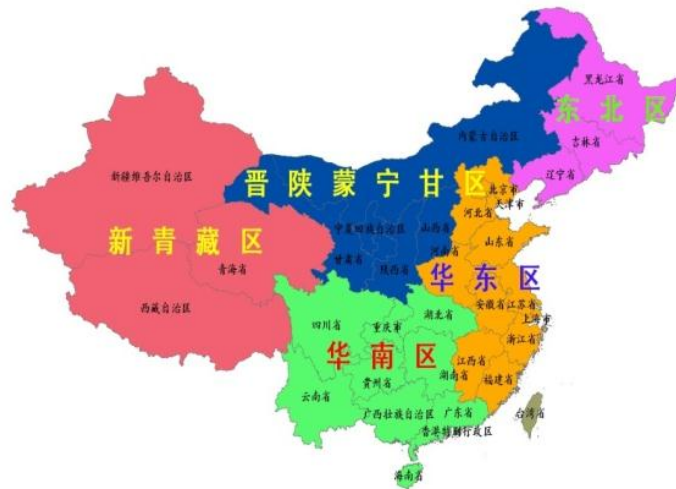 黑龙江省
东北区
内蒙古自治区
吉林省
新疆维吾尔自治区
晋陕蒙宁甘区
北京市
辽宁省
天津市
河北省
宁夏回族自治区
山西省
山东省
新青藏区
河南省
甘肃省
青海省
陕西省
华东区
西藏自治区
安徽省
江苏省
上海市
湖北省
四川省
重庆市
浙江省
华南区
江西省
湖南省
福建省
贵州省
云南省
广西壮族自治区
广东省
台湾省
香港特别行政区
海南省